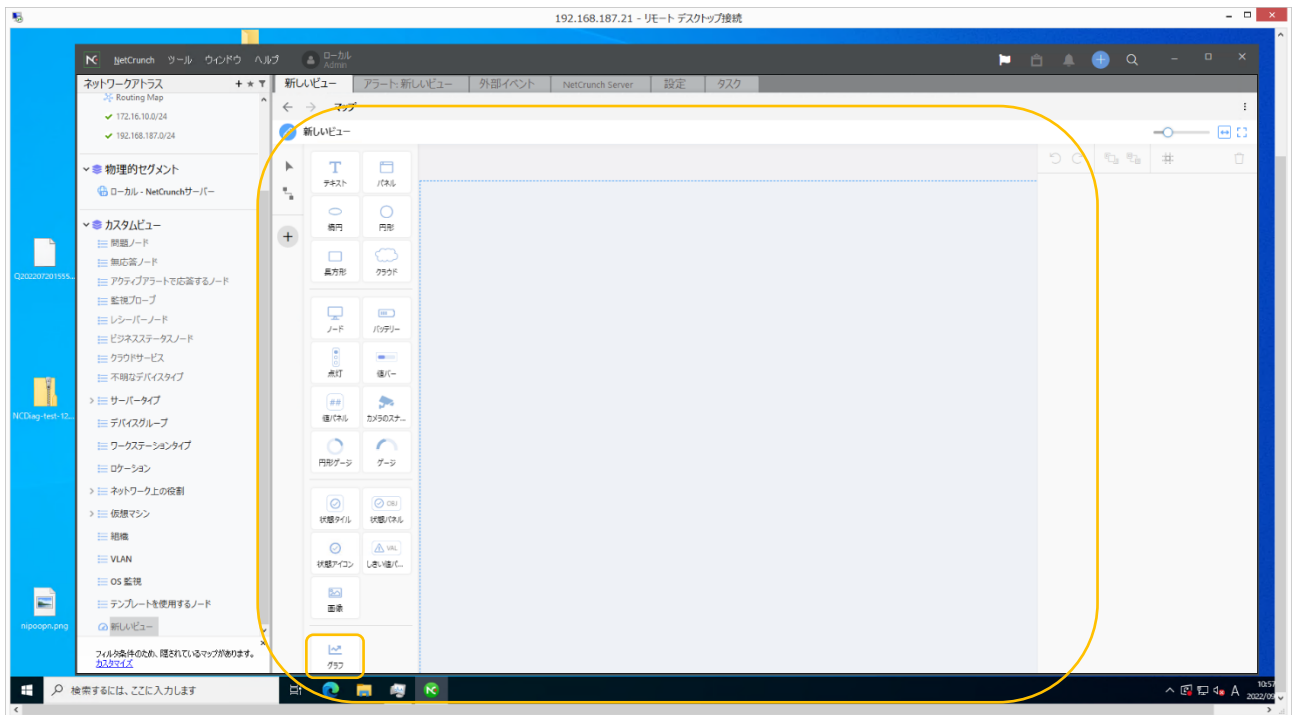 192.168.187.21 - リモート デスクトップ接続
NetCrunch ツール ウィンドウ ヘルプ
ローカル
Admin
ネットワークアトラス
新しいビュー
アラート: 新しいビュー
外部イベント
NetCrunch Server
設定
タスク
Routing Map
172.16.10.0/24
192.168.187.0/24
物理的セグメント
ローカル - NetCrunchサーバー
カスタムビュー
問題ノード
無応答ノード
アクティブアラートで応答するノード
監視プローブ
レシーバーノード
ビジネスステータスノード
クラウドサービス
不明なデバイスタイプ
サーバータイプ
デバイスグループ
ワークステーションタイプ
ロケーション
ネットワーク上の役割
仮想マシン
組織
VLAN
OS 監視
テンプレートを使用するノード
新しいビュー
フィルタ条件のため、隠されているマップがあります。
カスタマイズ
マップ
新しいビュー
テキスト
パネル
楕円
円形
長方形
クラウド
ノード
バッテリー
点灯
値バー
##
値パネル
カメラのスナ...
円形ゲージ
ゲージ
OBJ
状態タイル
状態パネル
VAL
状態アイコン
しきい値パ...
画像
グラフ
Q202207201555...
NCDiag-test-12...
nipoopn.png
検索するには、ここに入力します
A
10:57
2022/09